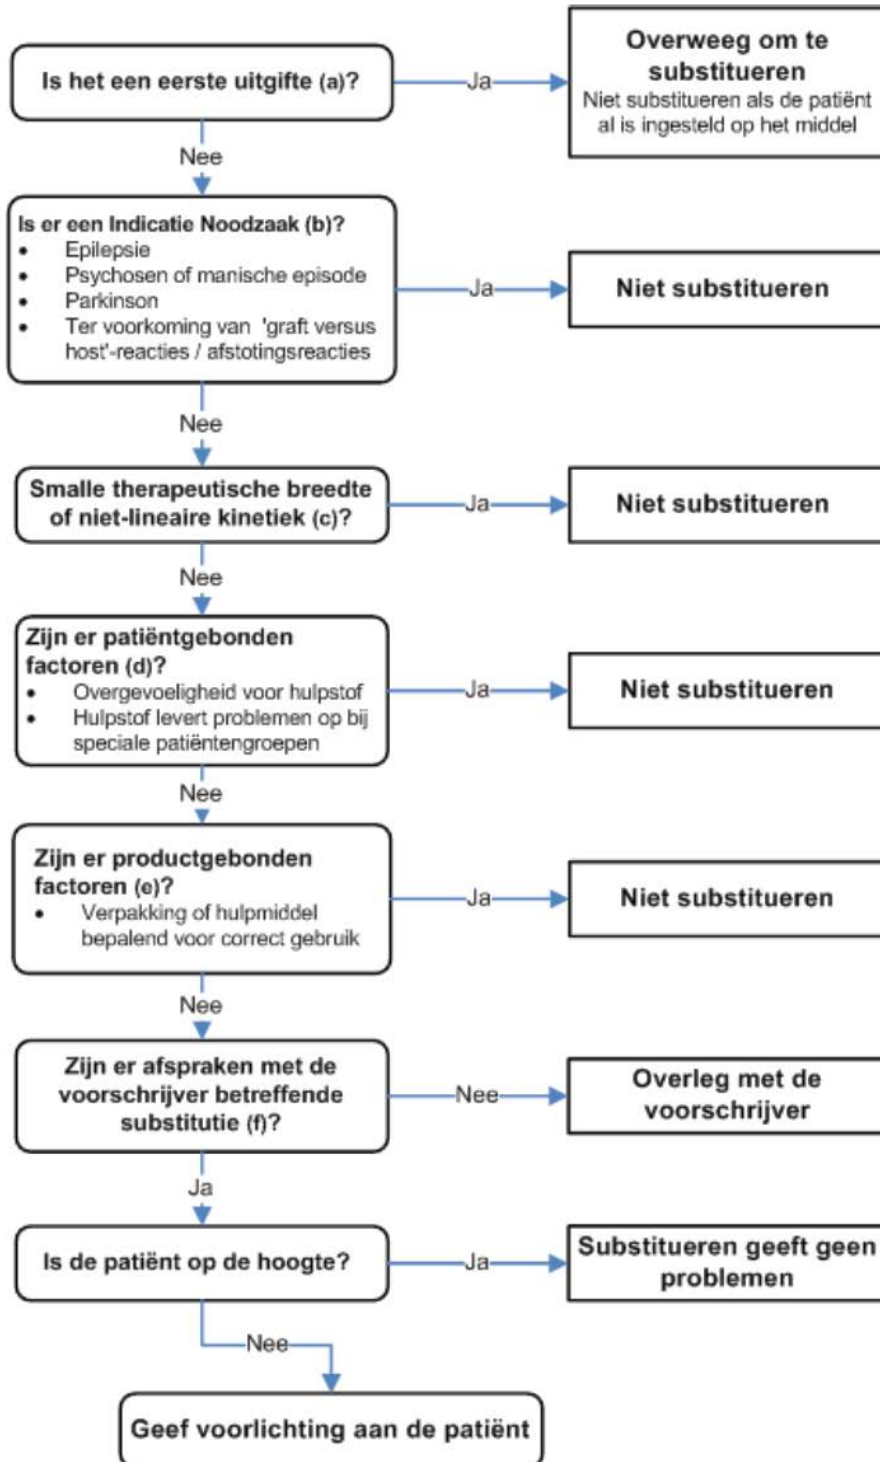 Is het een eerste uitgifte (a)?
Ja
Overweeg om te
substitueren
Niet substitueren als de patiënt
al is ingesteld op het middel
Nee
Is er een Indicatie Noodzaak (b)?
• Epilepsie
• Psychosen of manische episode
• Parkinson
• Ter voorkoming van 'graft versus
host'-reacties / afstotingsreacties
Ja
Niet substitueren
Nee
Smalle therapeutische breedte
of niet-lineaire kinetiek (c)?
Ja
Niet substitueren
Nee
Zijn er patiëntgebonden
factoren (d)?
• Overgevoeligheid voor hulpstof
• Hulpstof levert problemen op bij
speciale patiëntengroepen
Ja
Niet substitueren
Nee
Zijn er productgebonden
factoren (e)?
• Verpakking of hulpmiddel
bepalend voor correct gebruik
Ja
Niet substitueren
Nee
Zijn er afspraken met de
voorschrijver betreffende
substitutie (f)?
Nee
Overleg met de
voorschrijver
Ja
Is de patiënt op de hoogte?
Ja
Substitueren geeft geen
problemen
Nee
Geef voorlichting aan de patiënt